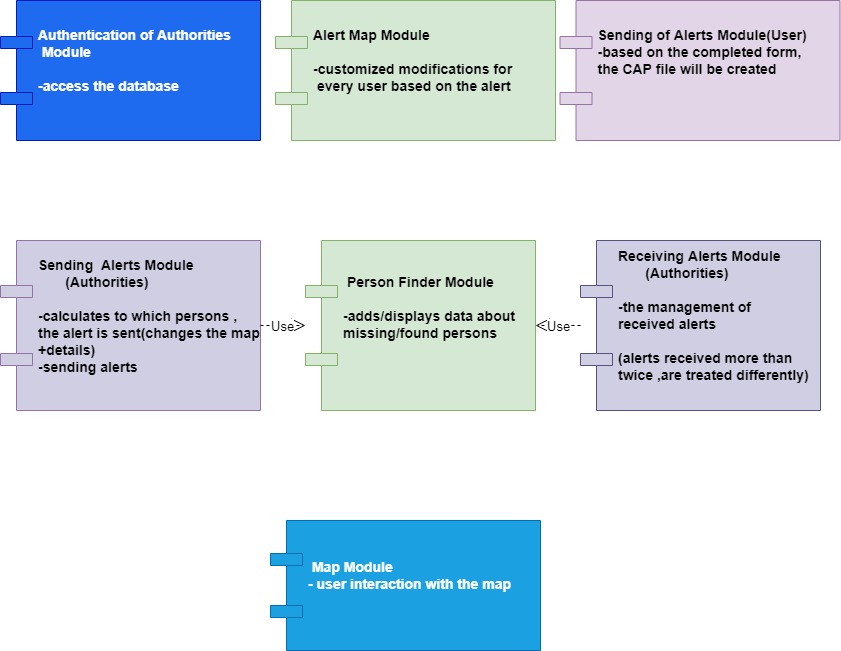 Authentication of Authorities
Module
-access the database
Alert Map Module
-customized modifications for
every user based on the alert
Sending of Alerts Module(User)
-based on the completed form,
the CAP file will be created
Sending  Alerts Module
(Authorities)
-calculates to which persons ,
the alert is sent(changes the map
+details)
-sending alerts
Use
Person Finder Module
-adds/displays data about
missing/found persons
Use
Receiving Alerts Module
(Authorities)
-the management of
received alerts
(alerts received more than
twice ,are treated differently)
Map Module
- user interaction with the map